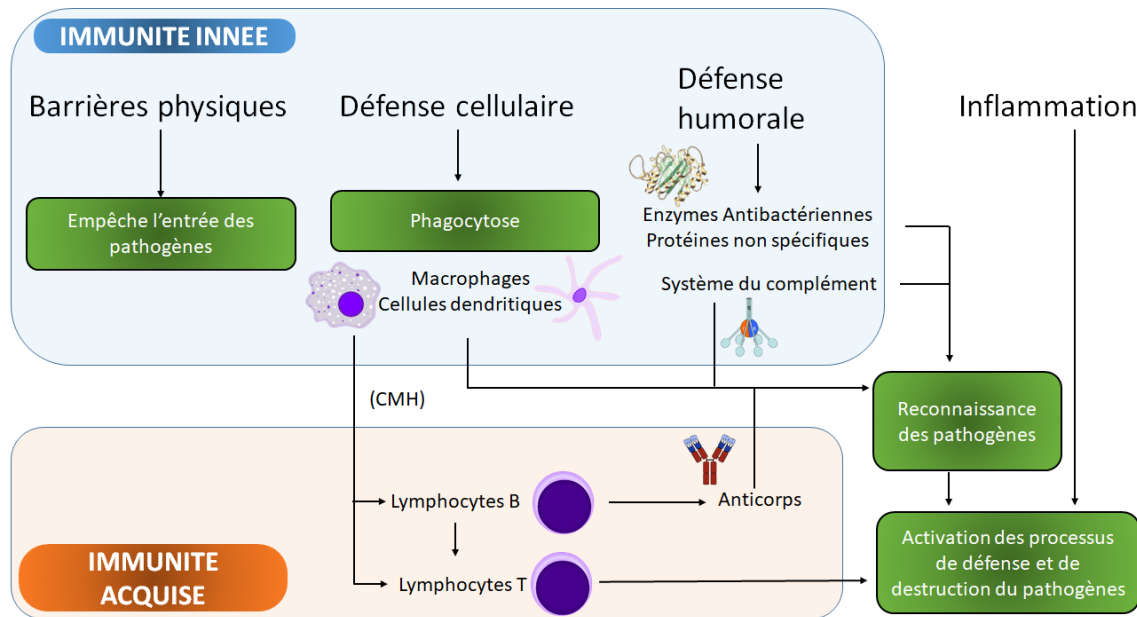 IMMUNITE INNEE
Barrières physiques
Défense cellulaire
Défense
humorale
Inflammation
Empêche l’entrée des
pathogènes
Phagocytose
Enzymes Antibactériennes
Protéines non spécifiques
Macrophages
Cellules dendritiques
Système du complément
(CMH)
Reconnaissance
des pathogènes
Lymphocytes B
Anticorps
Lymphocytes T
Activation des processus
de défense et de
destruction du pathogènes
IMMUNITE
ACQUISE